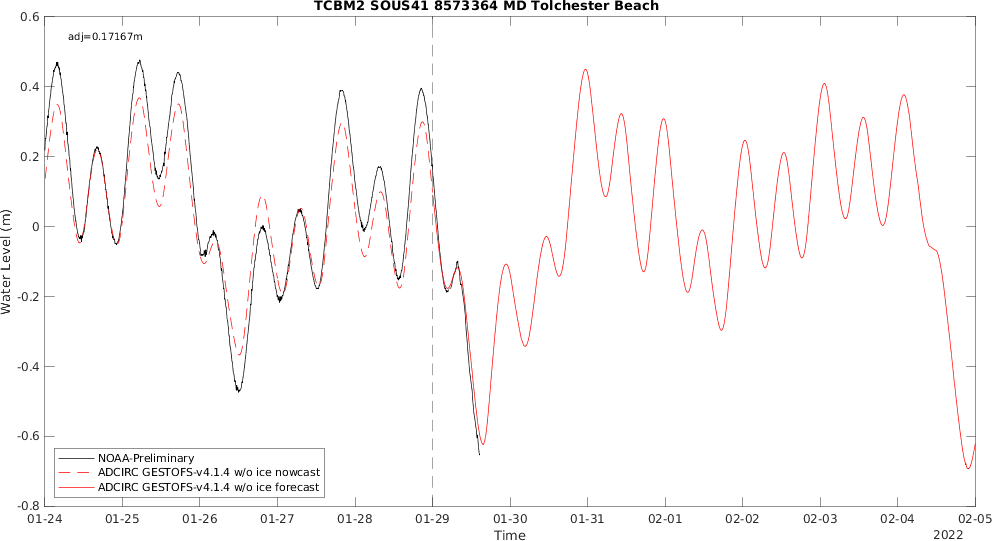 TCBM2 SOUS41 8573364 MD Tolchester Beach
adj=0.17167m
Water Level (m)
0.6
0.4
0.2
0
-0.2
-0.4
-0.6
-0.8
NOAA-Preliminary
ADCIRC GESTOFS-v4.1.4 w/o ice nowcast
ADCIRC GESTOFS-v4.1.4 w/o ice forecast
01-24 01-25 01-26 01-27 01-28 01-29 01-30 01-31 02-01 02-02 02-03 02-04 02-05
Time
2022